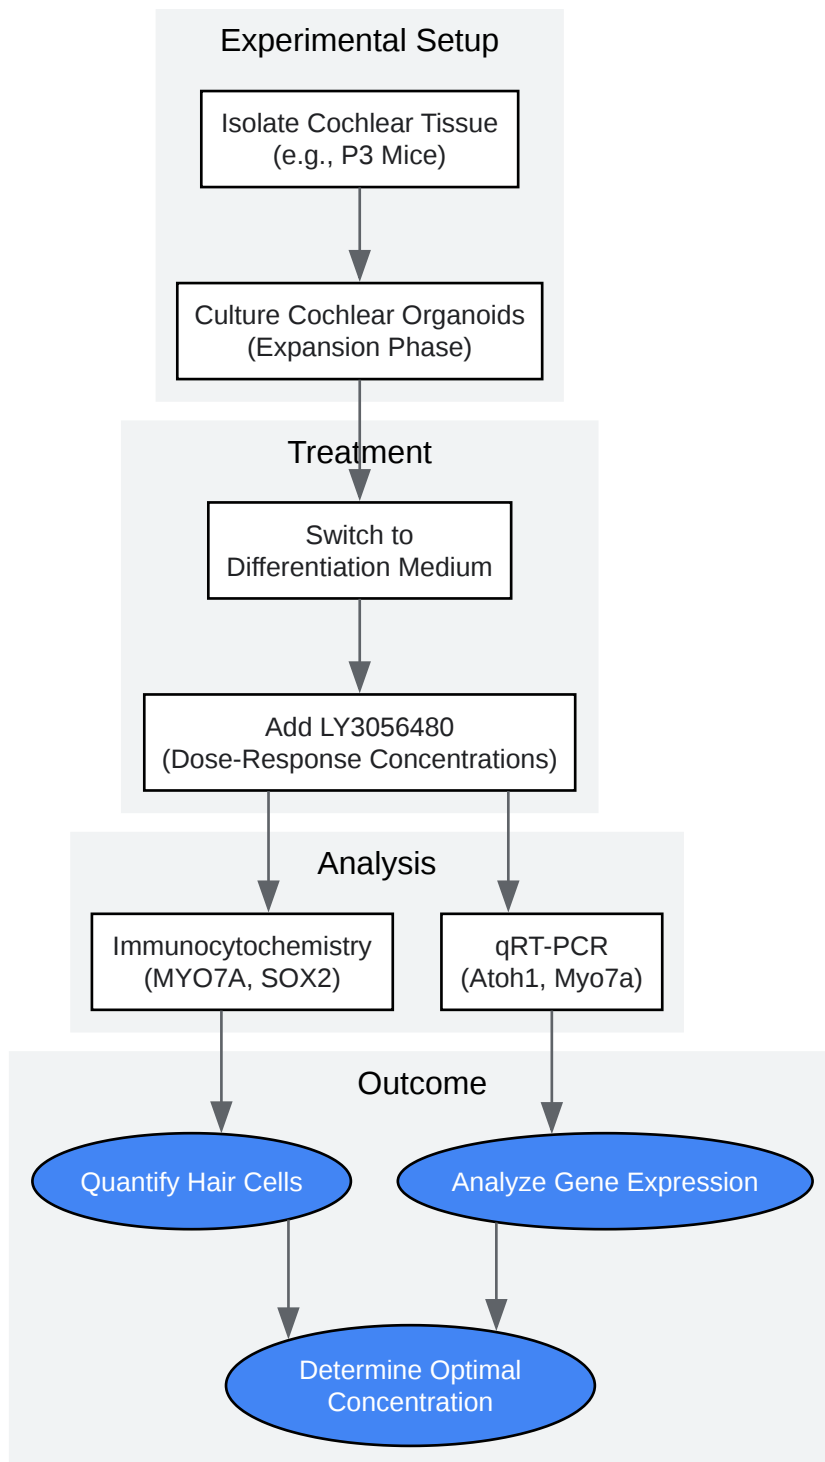 Experimental Setup
Isolate Cochlear Tissue
(e.g., P3 Mice)
Culture Cochlear Organoids
(Expansion Phase)
Treatment
Switch to
Differentiation Medium
Add LY3056480
(Dose-Response Concentrations)
Analysis
Immunocytochemistry
(MYO7A, SOX2)
qRT-PCR
(Atoh1, Myo7a)
Outcome
Quantify Hair Cells
Analyze Gene Expression
Determine Optimal
Concentration